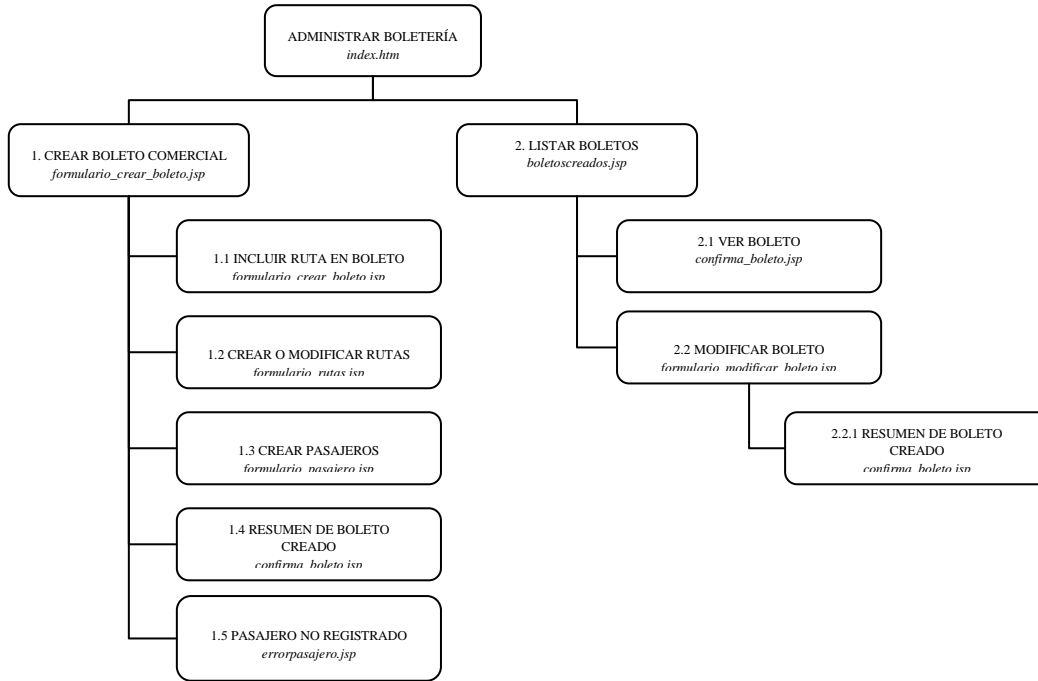 ADMINISTRAR BOLETERÍA
index.htm
1. CREAR BOLETO COMERCIAL
formulario_crear_boleto.jsp
1.1 INCLUIR RUTA EN BOLETO
formulario_crear_boleto.jsp
1.2 CREAR O MODIFICAR RUTAS
formulario_rutas.jsp
1.3 CREAR PASAJEROS
formulario_pasajero.jsp
1.4 RESUMEN DE BOLETO
CREADO
confirma_boleto.jsp
1.5 PASAJERO NO REGISTRADO
errorpasajero.jsp
2. LISTAR BOLETOS
boletoscreados.jsp
2.1 VER BOLETO
confirma_boleto.jsp
2.2 MODIFICAR BOLETO
formulario_modificar_boleto.jsp
2.2.1 RESUMEN DE BOLETO
CREADO
confirma_boleto.jsp